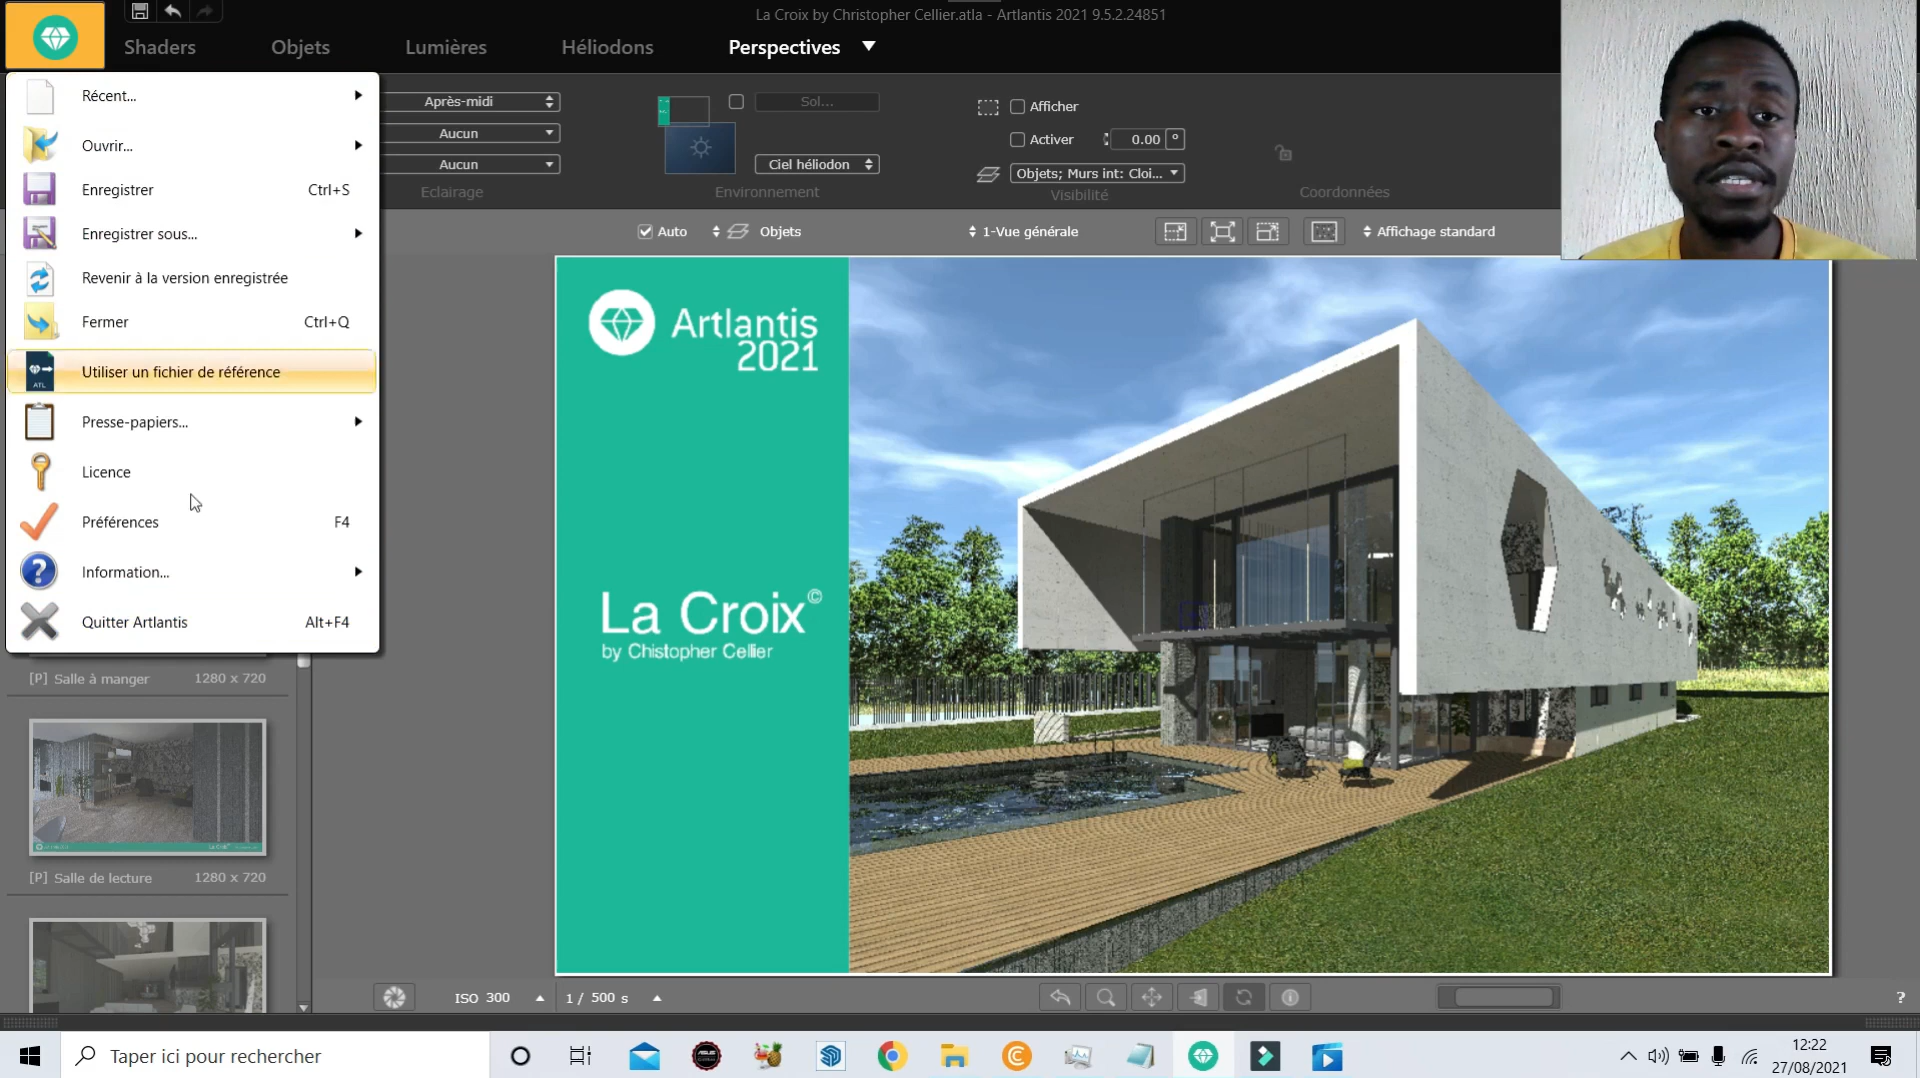 La Croix by Christopher Cellier.atla - Artlantis 2021 9.5.2.24851
Shaders
Objets
Lumières
Héliodons
Perspectives
Récent...
Ouvrir...
Enregistrer Ctrl+S
Enregistrer sous...
Revenir à la version enregistrée
Fermer Ctrl+Q
Utiliser un fichier de référence
ATL
Presse-papiers...
Licence
Préférences F4
Information...
Quitter Artlantis Alt+F4
Après-midi
Aucun
Aucun
Eclairage
Sol...
Ciel héliodon
Environnement
Afficher
Activer 0.00 °
Objets; Murs int: Cloi...
Visibilité
Coordonnées
Auto
Objets
1-Vue générale
Affichage standard
Artlantis
2021
La Croix©
by Chistopher Cellier
[P] Salle à manger 1280 x 720
[P] Salle de lecture 1280 x 720
ISO 300
1 / 500 s
?
Taper ici pour rechercher
12:22
27/08/2021